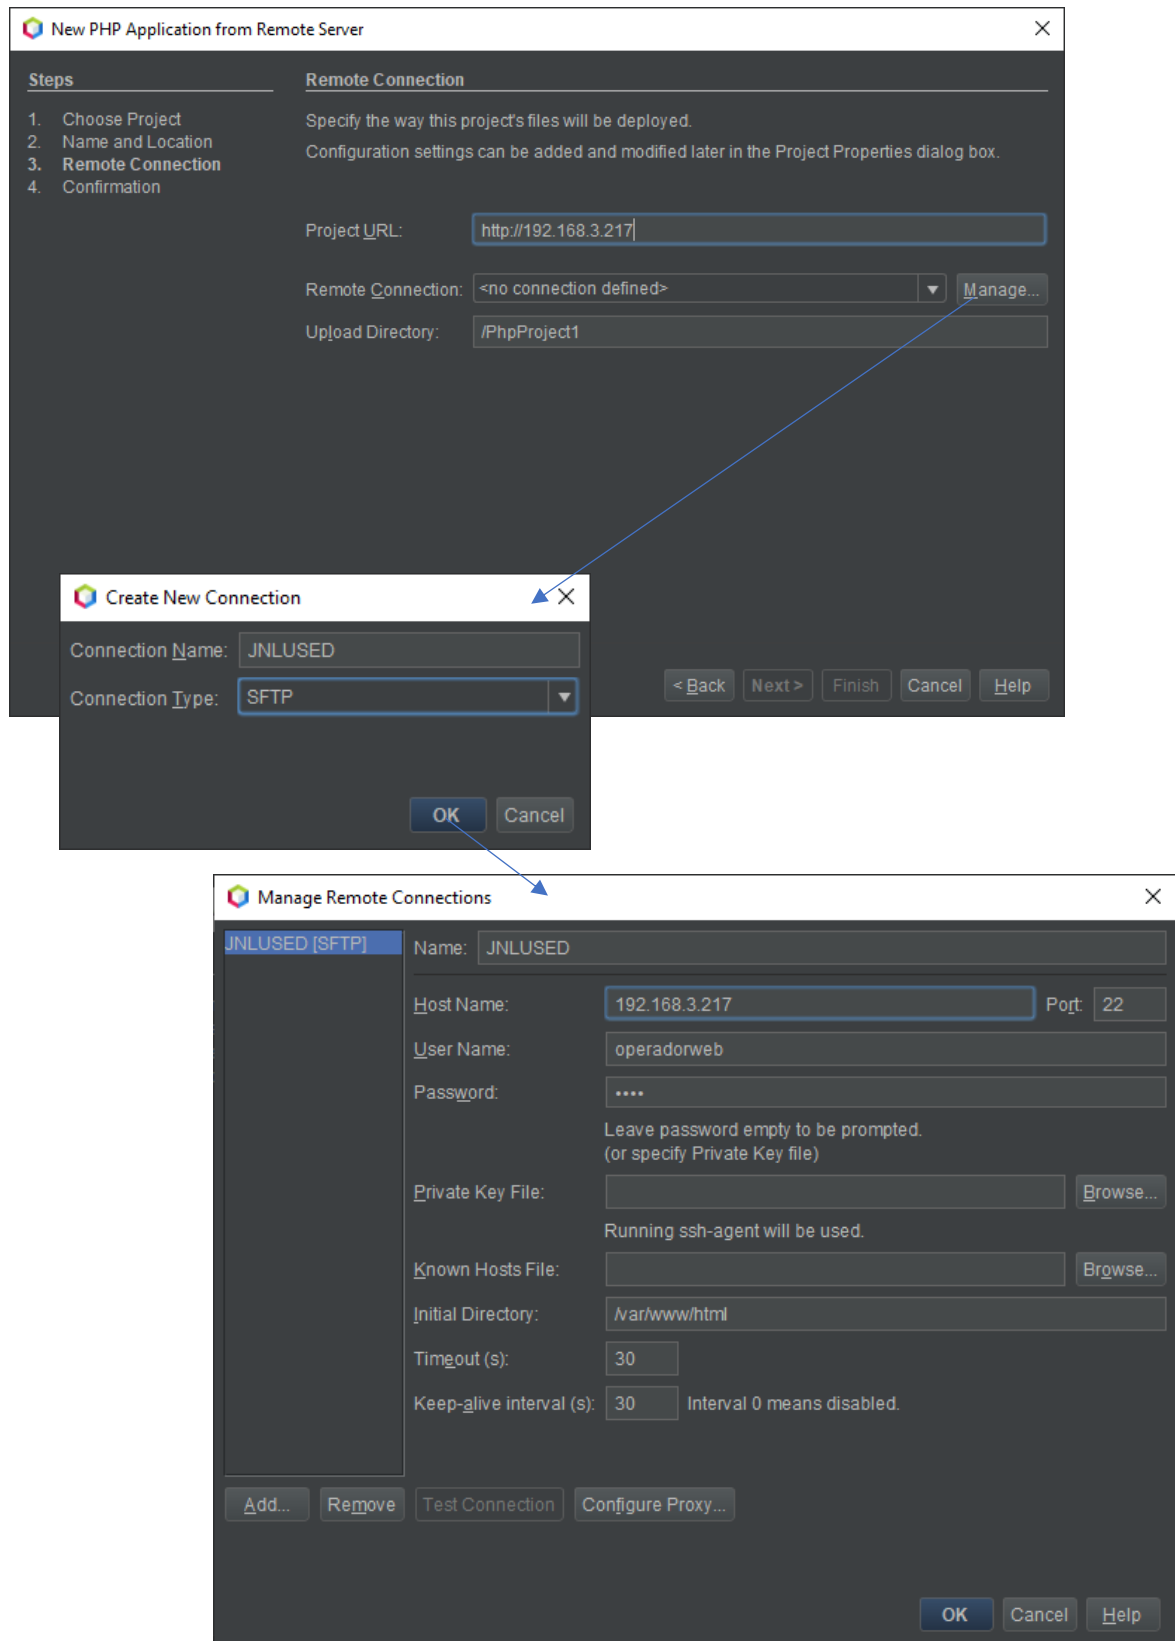 New PHP Application from Remote Server
Steps
1. Choose Project
2. Name and Location
3. Remote Connection
4. Confirmation
Remote Connection
Specify the way this project's files will be deployed.
Configuration settings can be added and modified later in the Project Properties dialog box.
Project URL: http://192.168.3.217
Remote Connection: <no connection defined> Manage...
Upload Directory: /PhpProject1
< Back Next > Finish Cancel Help
Create New Connection
Connection Name: JNLUSED
Connection Type: SFTP
OK Cancel
Manage Remote Connections
JNLUSED [SFTP]
Name: JNLUSED
Host Name: 192.168.3.217 Port: 22
User Name: operadorweb
Password: ••••
Leave password empty to be prompted.
(or specify Private Key file)
Private Key File: Browse...
Running ssh-agent will be used.
Known Hosts File: Browse...
Initial Directory: /var/www/html
Timeout (s): 30
Keep-alive interval (s): 30 Interval 0 means disabled.
Add... Remove Test Connection Configure Proxy...
OK Cancel Help